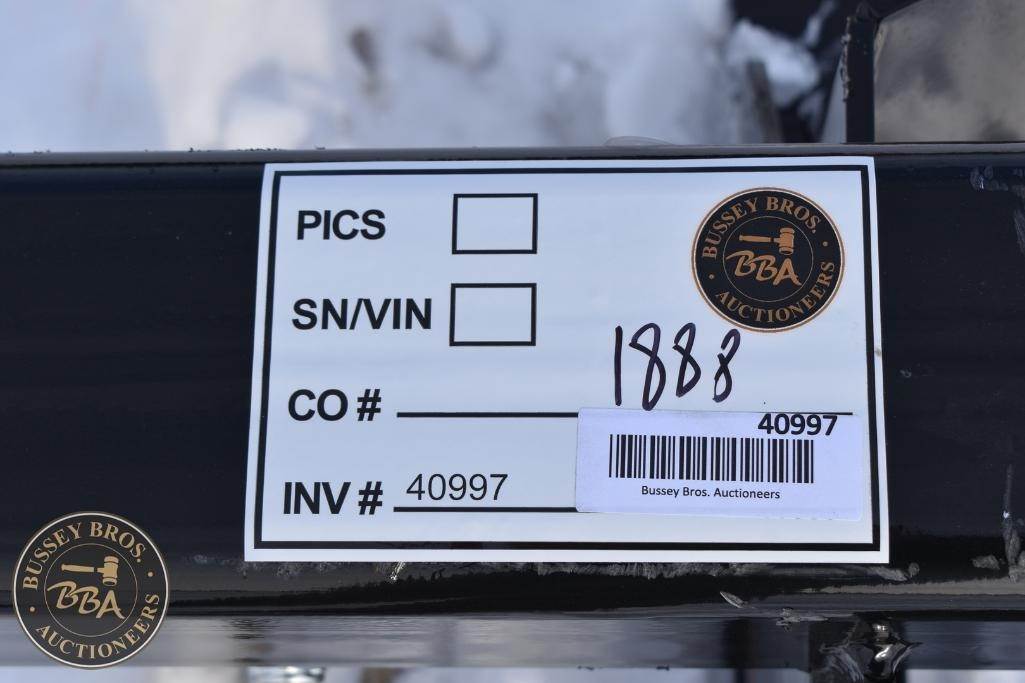 PICS
BUSSEY BROS.
BBA
AUCTIONEERS
SN/VIN
1888
CO #
40997
Bussey Bros. Auctioneers
INV # 40997
BUSSEY BROS.
BBA
AUCTIONEERS